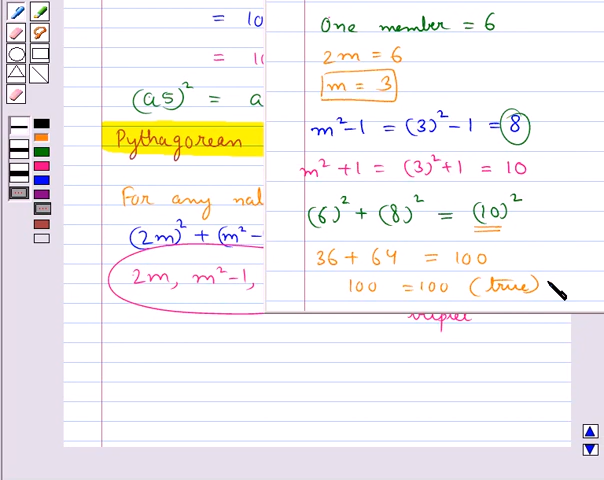 = 10
= 10
(a5)² = a
Pythagorean
For any nat
(2m)² + (m² -
2m, m²-1,
triplet
One member = 6
2m = 6
m = 3
m²-1 = (3)²-1 = 8
m²+1 = (3)²+1 = 10
(6)² + (8)² = (10)²
36 + 64 = 100
100 = 100 (true)